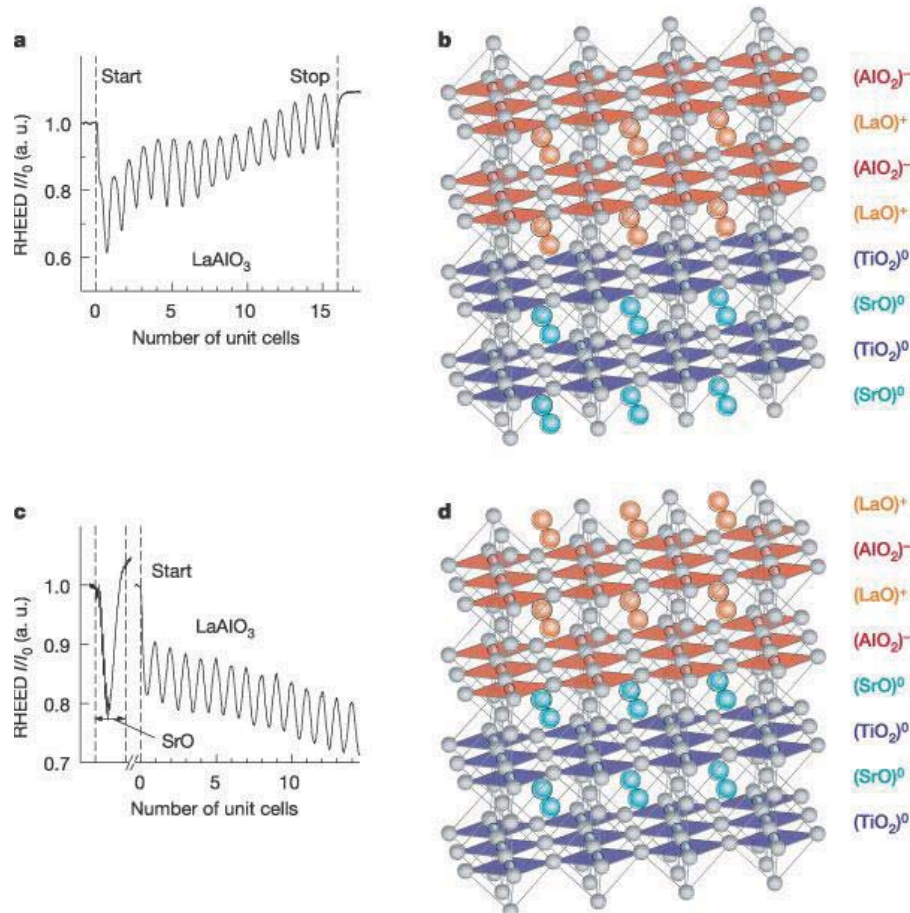 a
Start
Stop
1.0
0.8
0.6
RHEED I/I₀ (a. u.)
LaAlO₃
0
5
10
15
Number of unit cells
b
(AlO₂)⁻
(LaO)⁺
(AlO₂)⁻
(LaO)⁺
(TiO₂)⁰
(SrO)⁰
(TiO₂)⁰
(SrO)⁰
c
Start
1.0
0.9
0.8
0.7
RHEED I/I₀ (a. u.)
LaAlO₃
SrO
0
5
10
Number of unit cells
d
(LaO)⁺
(AlO₂)⁻
(LaO)⁺
(AlO₂)⁻
(SrO)⁰
(TiO₂)⁰
(SrO)⁰
(TiO₂)⁰